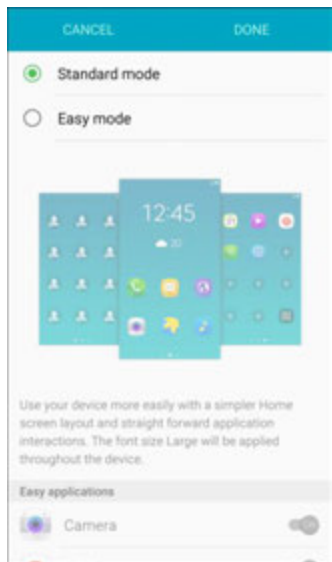 CANCEL DONE
Standard mode
Easy mode
12:45
Use your device more easily with a simpler Home
screen layout and straight forward application
interactions. The font size Large will be applied
throughout the device.
Easy applications
Camera